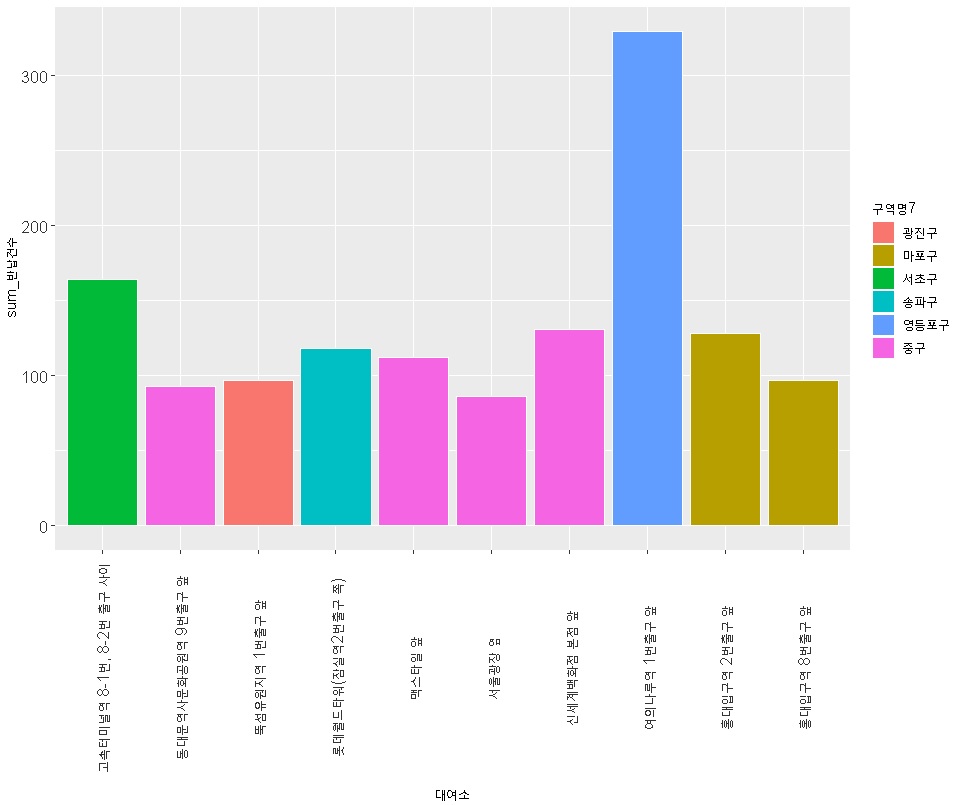 300
200
100
0
sum_반납건수
고속터미널역 8-1번, 8-2번 출구 사이
동대문역사문화공원역 9번출구 앞
뚝섬유원지역 1번출구 앞
롯데월드타워(잠실역2번출구 쪽)
맥스타일 앞
서울광장 옆
신세계백화점 본점 앞
여의나루역 1번출구 앞
홍대입구역 2번출구 앞
홍대입구역 8번출구 앞
대여소
구역명7
광진구
마포구
서초구
송파구
영등포구
중구